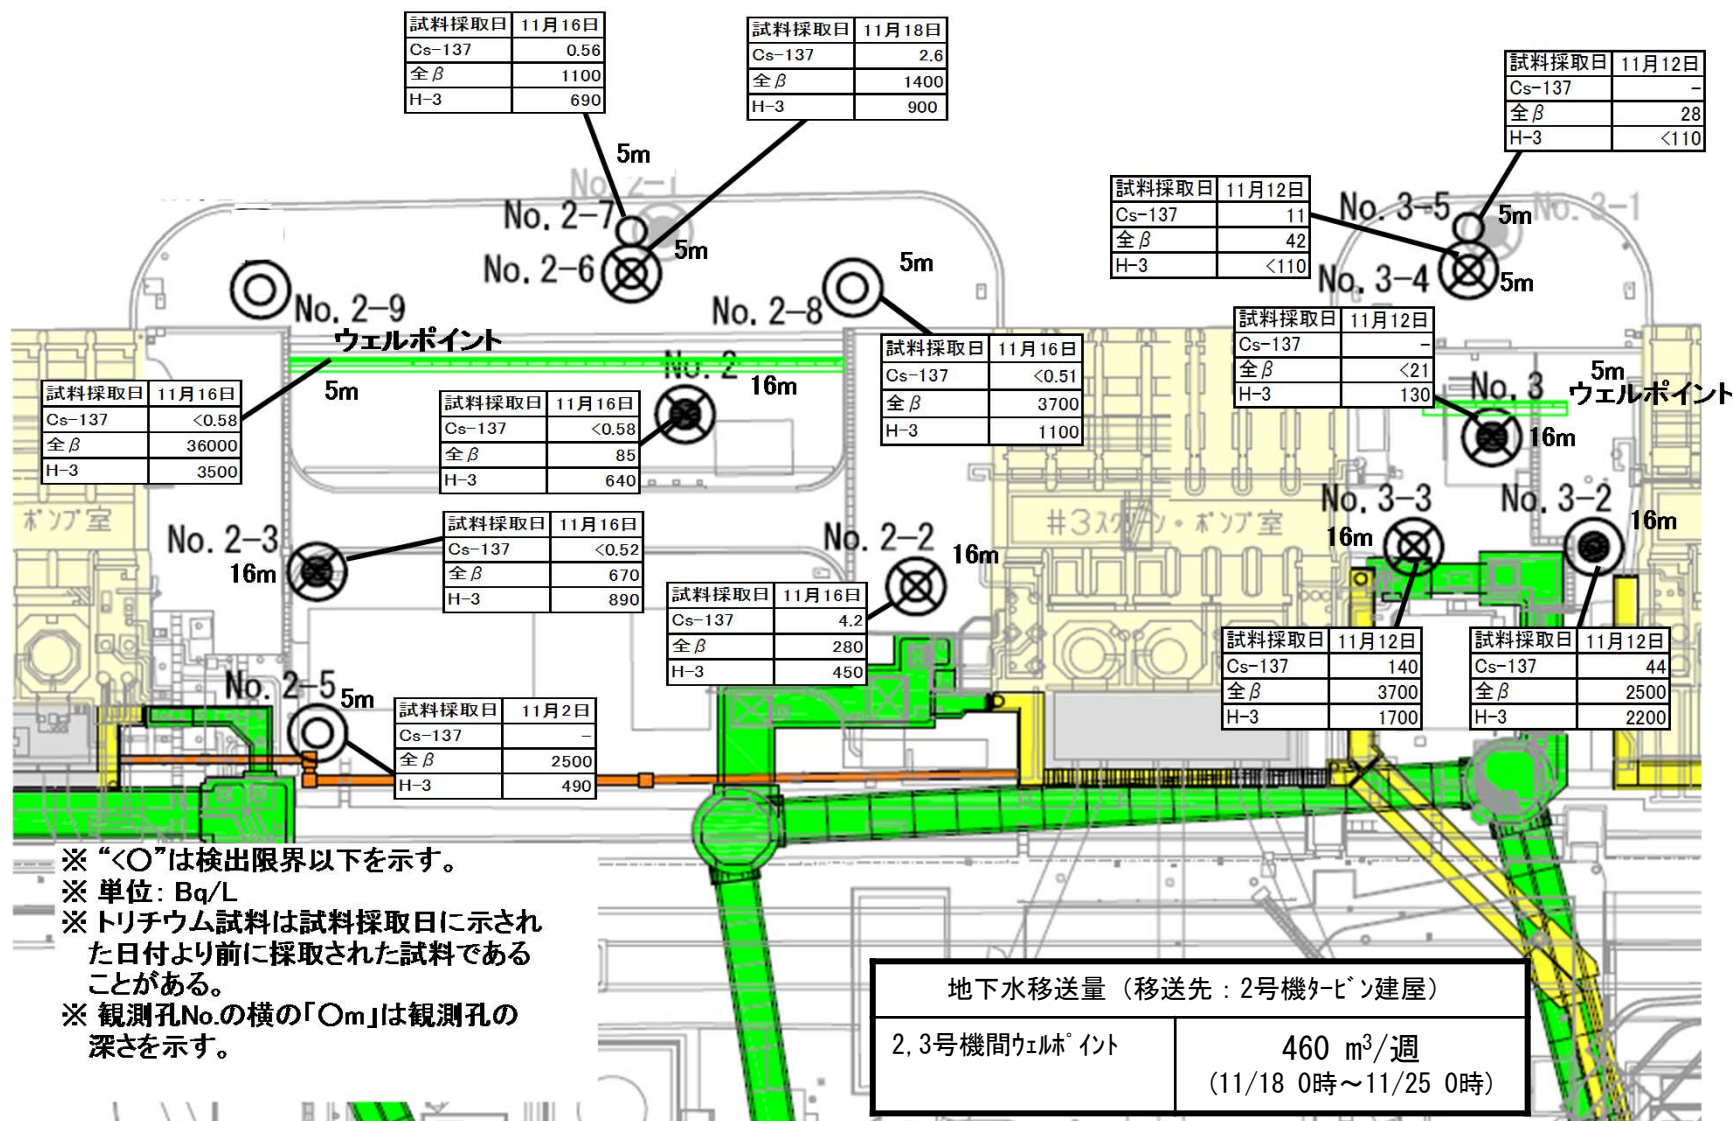 試料採取日 11月16日
Cs-137 0.56
全β 1100
H-3 690
試料採取日 11月18日
Cs-137 2.6
全β 1400
H-3 900
試料採取日 11月12日
Cs-137 -
全β 28
H-3 <110
5m
No. 2-1
No. 2-7
5m
No. 2-6
試料採取日 11月12日
Cs-137 11
全β 42
H-3 <110
No. 3-5
5m
No. 3-1
No. 3-4
5m
No. 2-9
5m
No. 2-8
ウェルポイント
5m
試料採取日 11月16日
Cs-137 <0.58
全β 36000
H-3 3500
No. 2
16m
試料採取日 11月16日
Cs-137 <0.58
全β 85
H-3 640
試料採取日 11月16日
Cs-137 <0.51
全β 3700
H-3 1100
試料採取日 11月12日
Cs-137 -
全β <21
H-3 130
No. 3
5m
ウェルポイント
16m
ポンプ室
No. 2-3
16m
試料採取日 11月16日
Cs-137 <0.52
全β 670
H-3 890
No. 2-2
16m
試料採取日 11月16日
Cs-137 4.2
全β 280
H-3 450
#3スクリーン・ポンプ室
No. 3-3
16m
No. 3-2
16m
試料採取日 11月12日
Cs-137 140
全β 3700
H-3 1700
試料採取日 11月12日
Cs-137 44
全β 2500
H-3 2200
No. 2-5
5m
試料採取日 11月2日
Cs-137 -
全β 2500
H-3 490
※ “<○”は検出限界以下を示す。
※ 単位：Bq/L
※ トリチウム試料は試料採取日に示され
た日付より前に採取された試料である
ことがある。
※ 観測孔No.の横の「○m」は観測孔の
深さを示す。
地下水移送量（移送先：2号機ﾀｰﾋﾞﾝ建屋）
2,3号機間ｳｪﾙﾎﾟｲﾝﾄ
460 m³/週
(11/18 0時～11/25 0時)